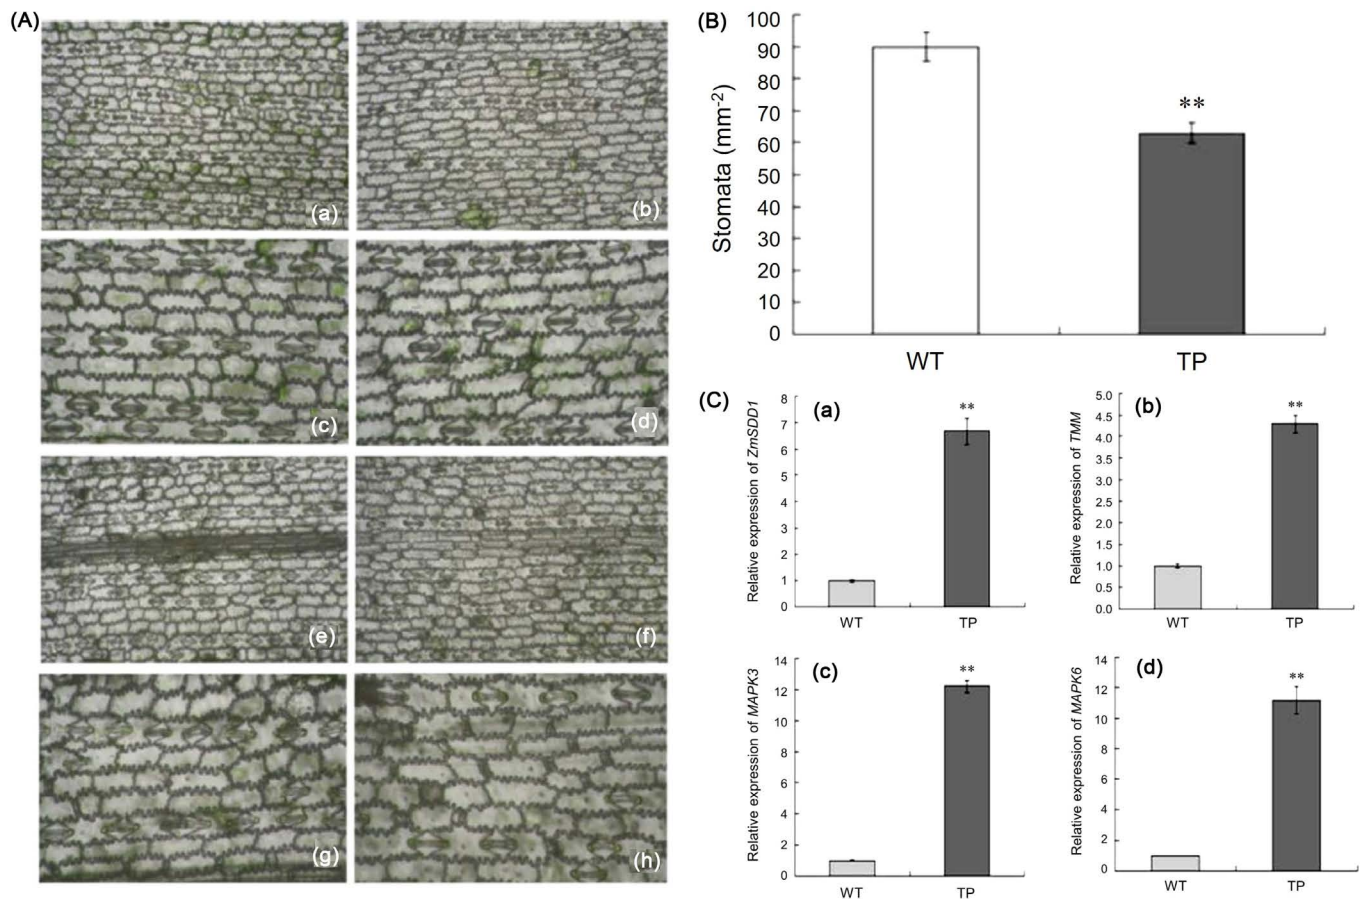 (A)
(a)
(b)
(c)
(d)
(e)
(f)
(g)
(h)
(B)
Stomata (mm-2)
100
90
80
70
60
50
40
30
20
10
0
**
WT
TP
(C)
(a)
Relative expression of ZmSDD1
8
7
6
5
4
3
2
1
0
**
WT
TP
(b)
Relative expression of TMM
5.0
4.5
4.0
3.5
3.0
2.5
2.0
1.5
1.0
0.5
0.0
**
WT
TP
(c)
Relative expression of MAPK3
14
12
10
8
6
4
2
0
**
WT
TP
(d)
Relative expression of MAPK6
14
12
10
8
6
4
2
0
**
WT
TP